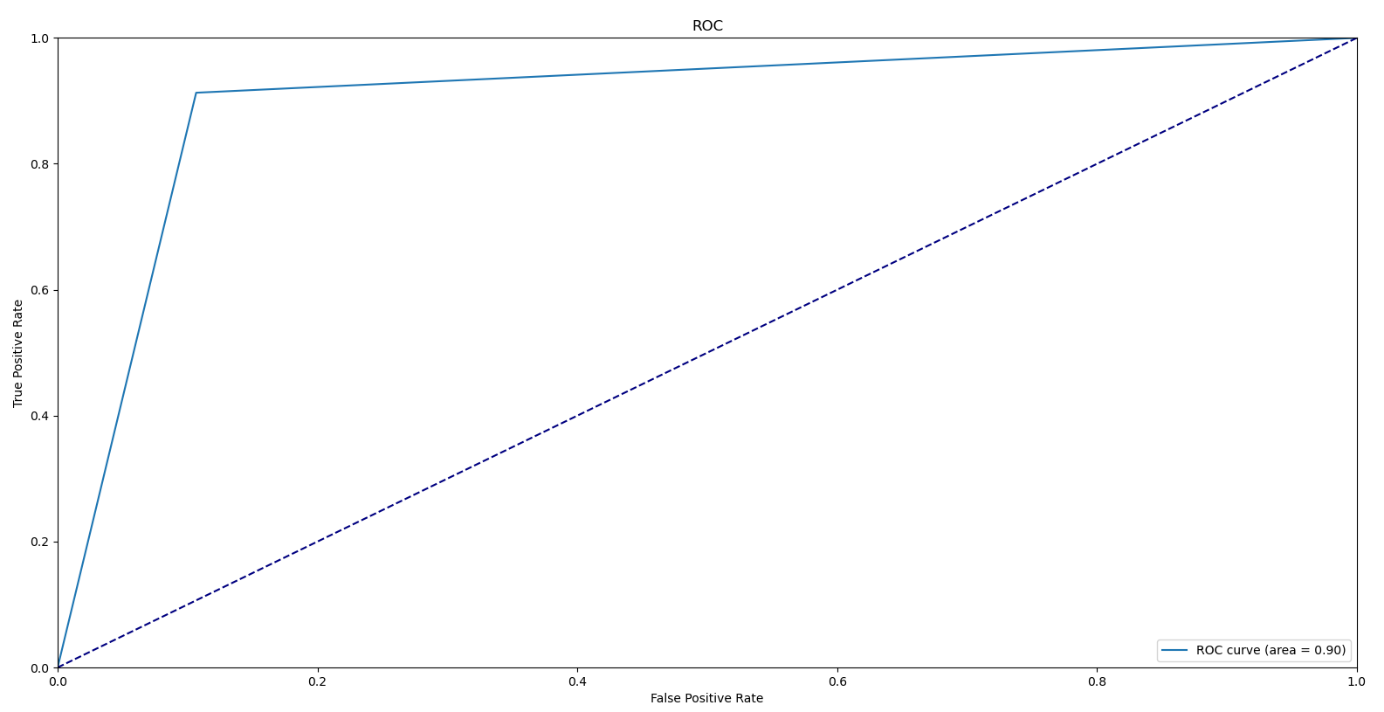 ROC
1.0
0.8
0.6
0.4
0.2
0.0
True Positive Rate
0.0 0.2 0.4 0.6 0.8 1.0
False Positive Rate
ROC curve (area = 0.90)